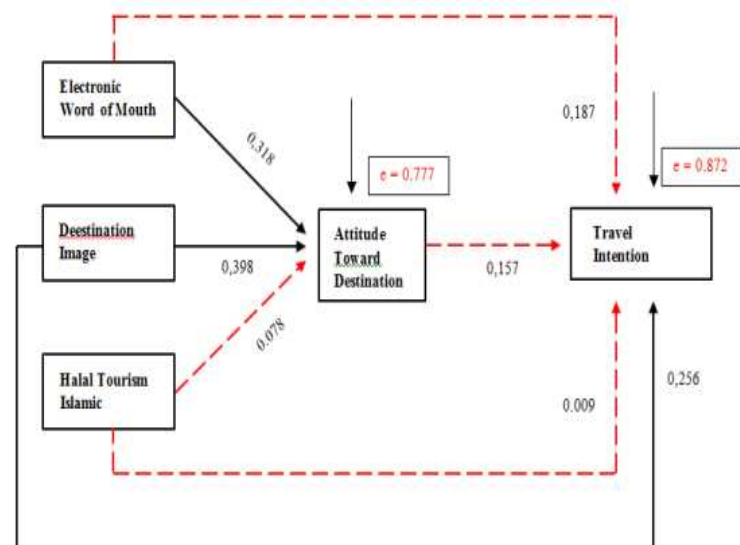 Electronic
Word of Mouth
0,187
0,318
e = 0.777
e = 0.872
Deestination
Image
Attitude
Toward
Destination
Travel
Intention
0,398
0,157
0.078
Halal Tourism
Islamic
0.009
0,256